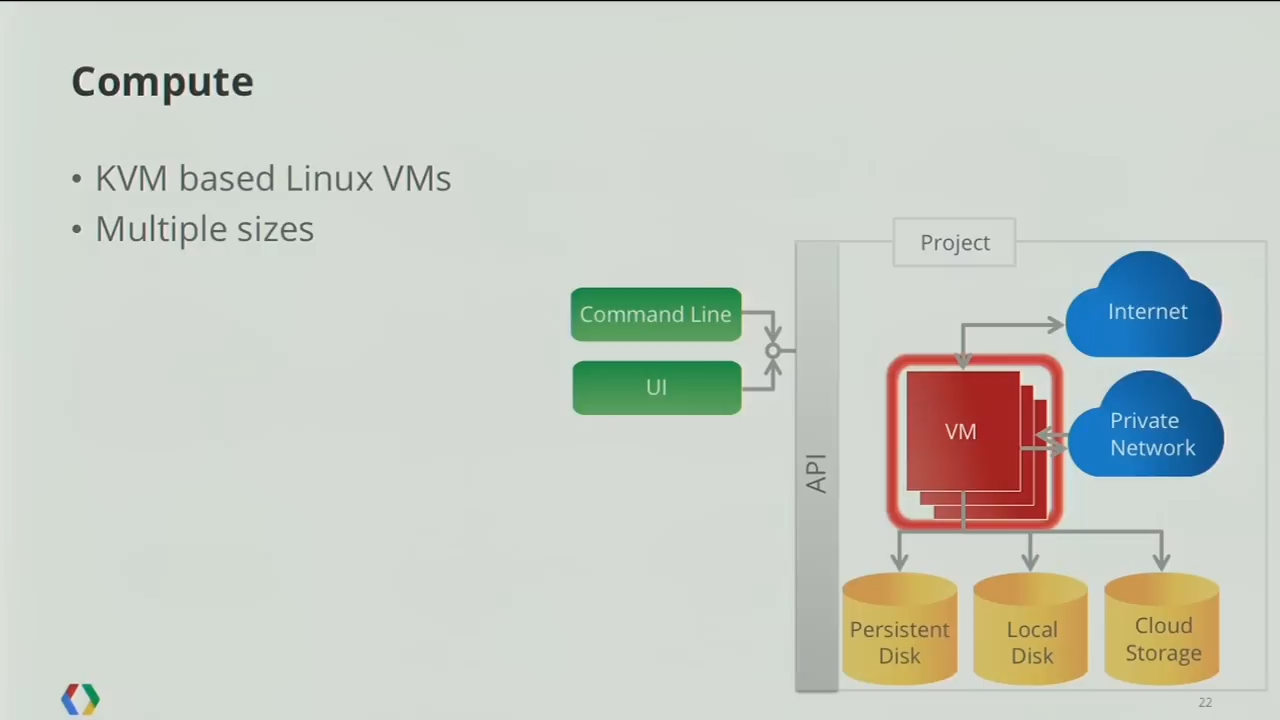 Compute
• KVM based Linux VMs
• Multiple sizes
Project
Command Line
UI
API
Internet
VM
Private
Network
Persistent
Disk
Local
Disk
Cloud
Storage
22